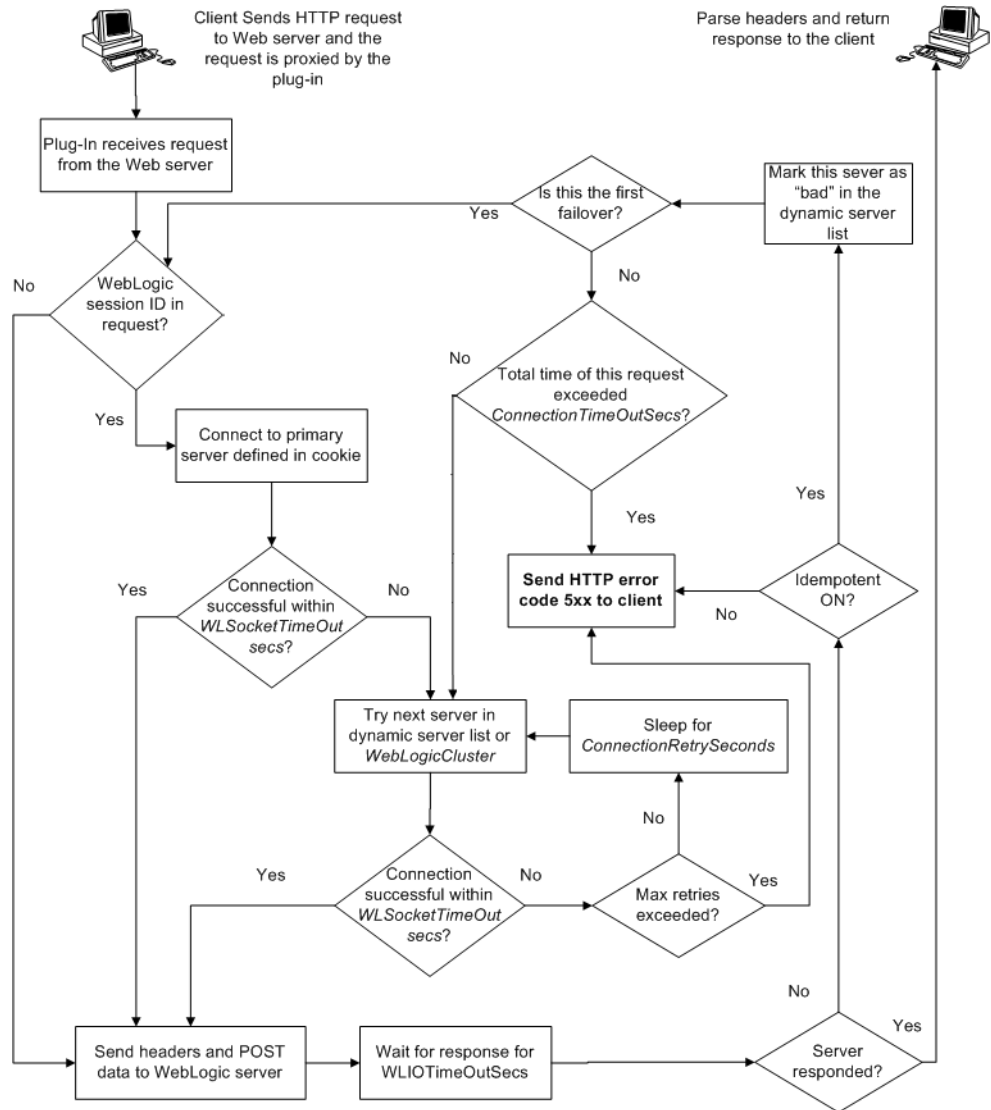 Client Sends HTTP request
to Web server and the
request is proxied by the
plug-in
Parse headers and return
response to the client
Plug-In receives request
from the Web server
Is this the first
failover?
Mark this sever as
“bad” in the
dynamic server
list
Yes
No
No
WebLogic
session ID in
request?
No
Total time of this request
exceeded
ConnectionTimeOutSecs?
Yes
Connect to primary
server defined in cookie
Yes
Yes
Yes
Connection
successful within
WLSocketTimeOut
secs?
No
Send HTTP error
code 5xx to client
No
Idempotent
ON?
Try next server in
dynamic server list or
WebLogicCluster
Sleep for
ConnectionRetrySeconds
No
Yes
Connection
successful within
WLSocketTimeOut
secs?
No
Max retries
exceeded?
Yes
No
Yes
Send headers and POST
data to WebLogic server
Wait for response for
WLIOTimeOutSecs
Server
responded?